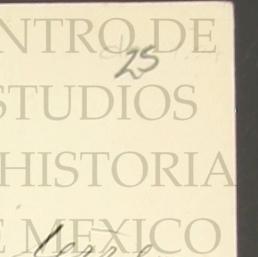 NTRO DE
25
STUDIOS
HISTORIA
E MEXICO